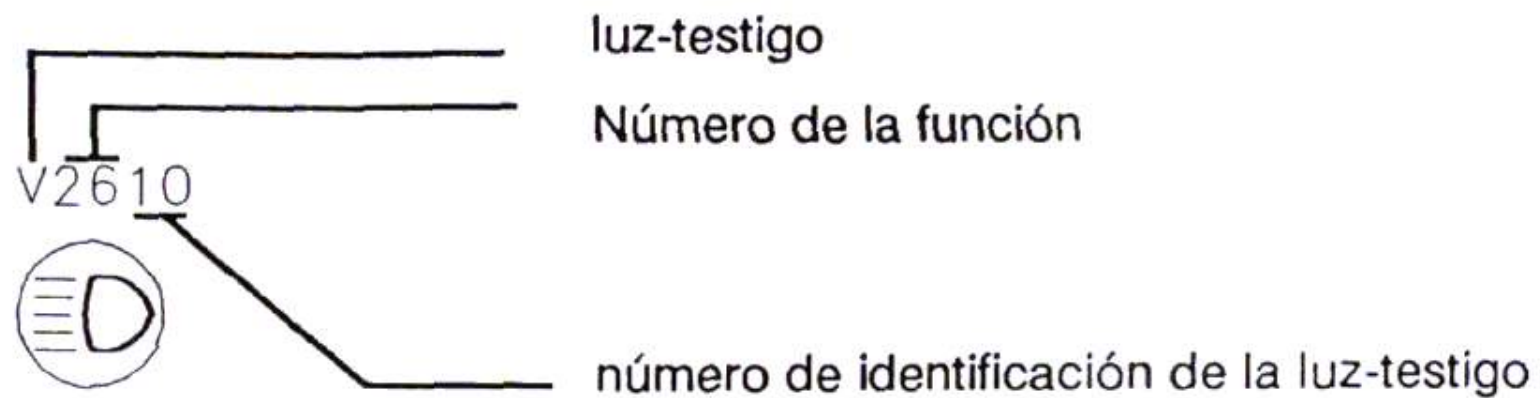 luz-testigo
Número de la función
V2610
número de identificación de la luz-testigo